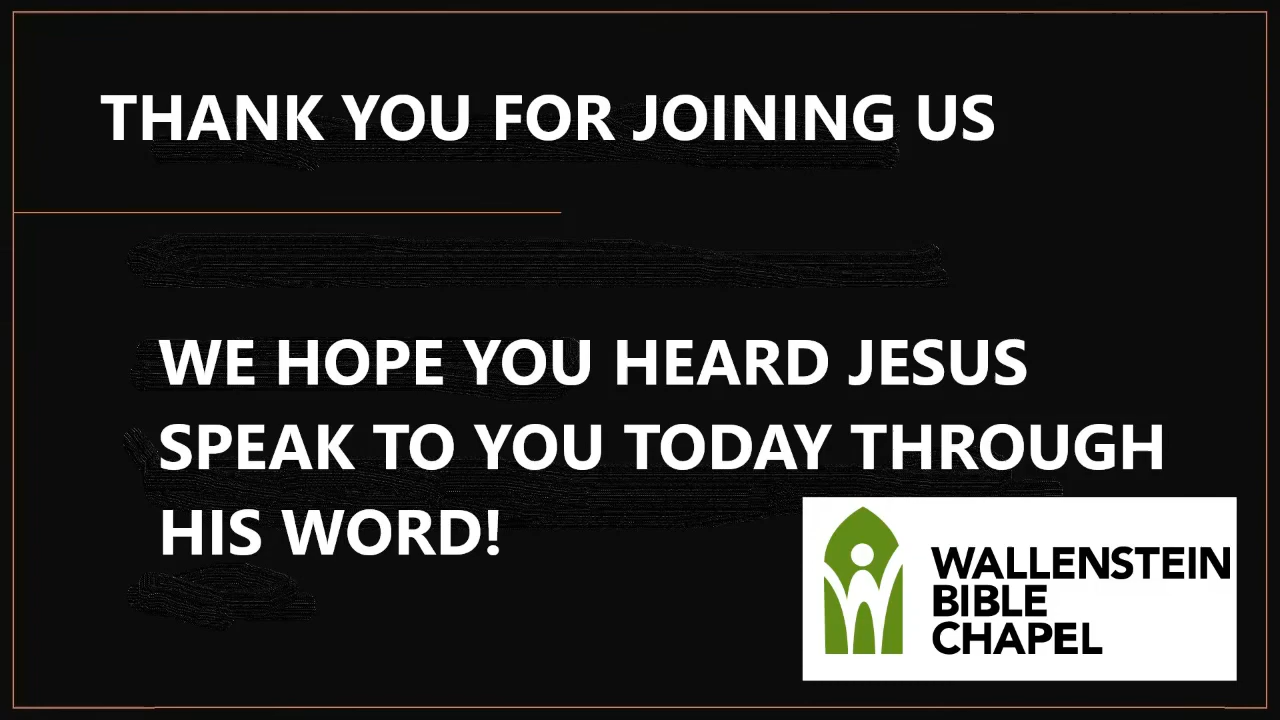 THANK YOU FOR JOINING US
WE HOPE YOU HEARD JESUS
SPEAK TO YOU TODAY THROUGH
HIS WORD!
WALLENSTEIN
BIBLE
CHAPEL